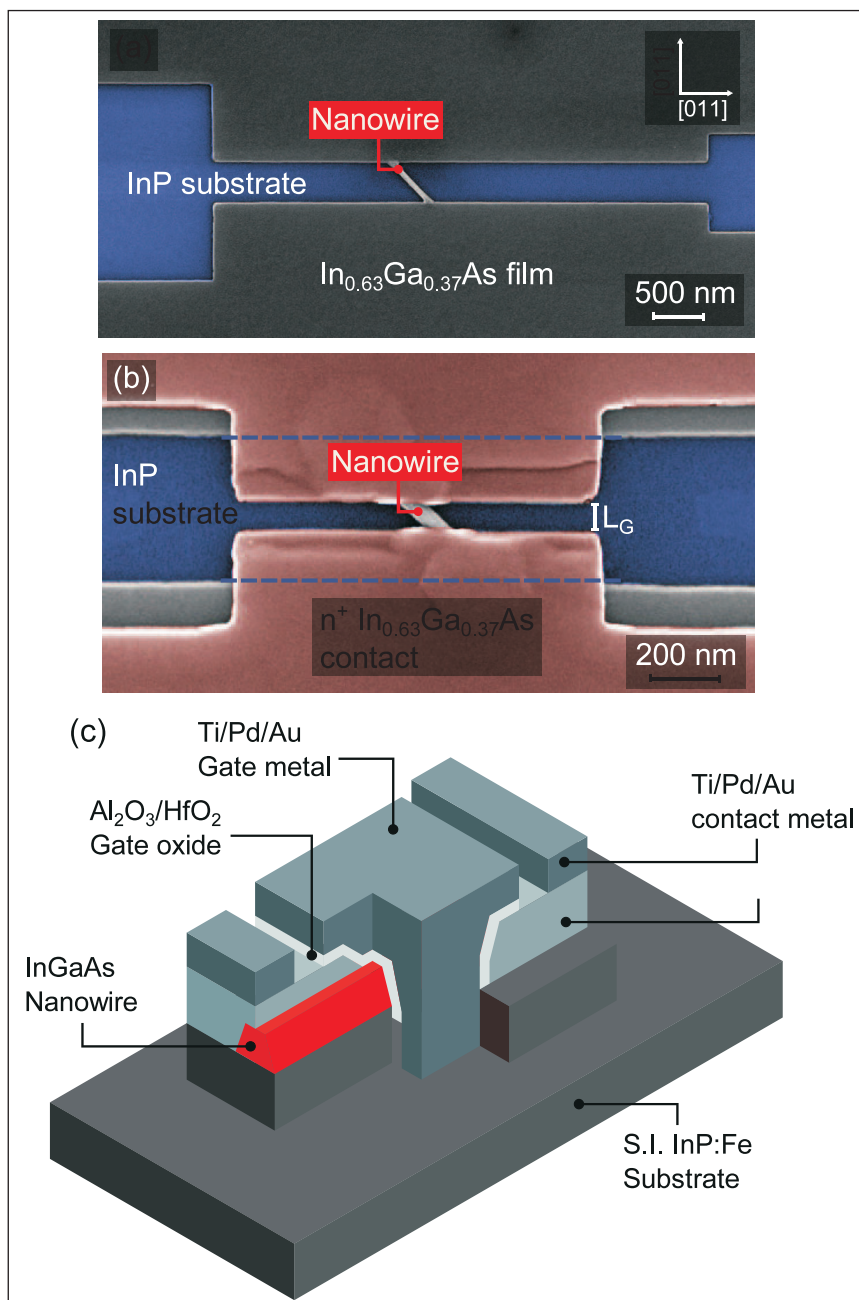 (a)
[011]
[011]
Nanowire
InP substrate
In₀.₆₃Ga₀.₃₇As film
500 nm
(b)
Nanowire
InP
substrate
L_G
n⁺ In₀.₆₃Ga₀.₃₇As
contact
200 nm
(c)
Ti/Pd/Au
Gate metal
Al₂O₃/HfO₂
Gate oxide
Ti/Pd/Au
contact metal
InGaAs
Nanowire
S.I. InP:Fe
Substrate